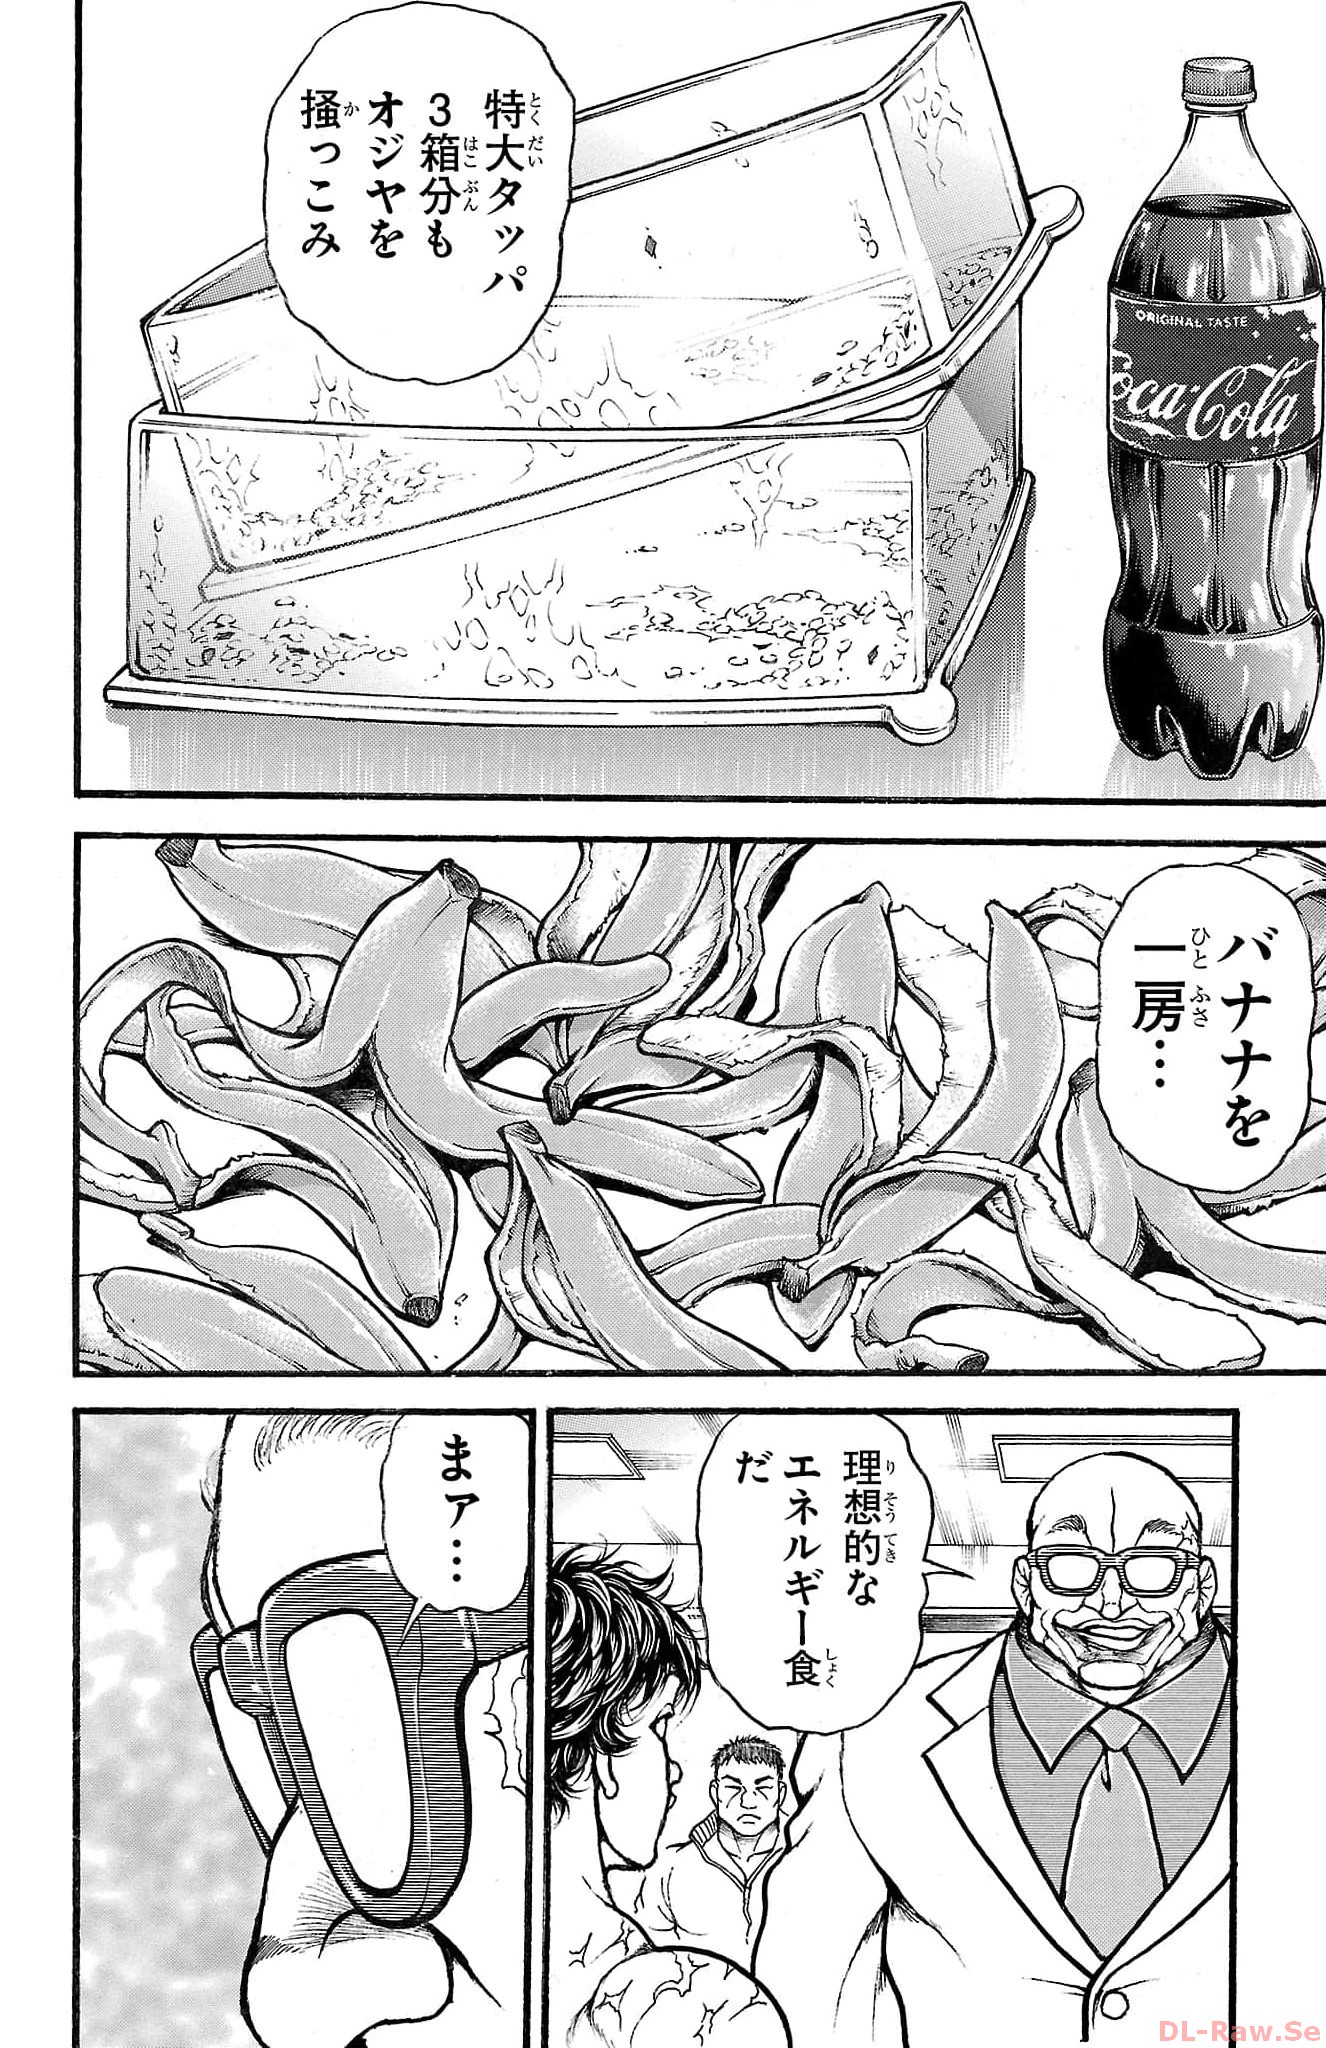 特大タッパ
3箱分も
オジヤを
掻っこみ
ORIGINAL TASTE
Coca-Cola
バナナを
一房…
理想的な
エネルギー食
だ
まァ…
DL-Raw.Se